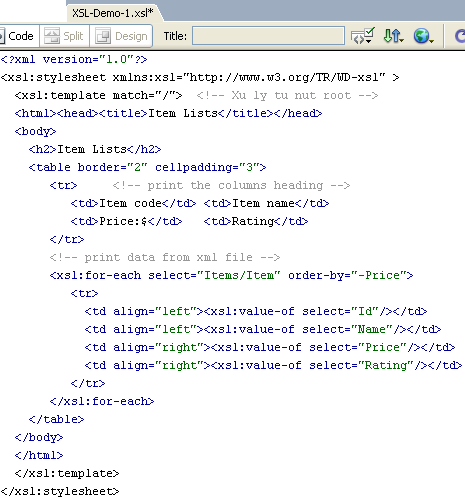 XSL-Demo-1.xsl*
Code Split Design Title:
<?xml version="1.0"?>
<xsl:stylesheet xmlns:xsl="http://www.w3.org/TR/WD-xsl" >
<xsl:template match="/"> <!-- Xu ly tu nut root -->
<html><head><title>Item Lists</title></head>
<body>
<h2>Item Lists</h2>
<table border="2" cellpadding="3">
<tr> <!-- print the columns heading -->
<td>Item code</td> <td>Item name</td>
<td>Price:$</td> <td>Rating</td>
</tr>
<!-- print data from xml file -->
<xsl:for-each select="Items/Item" order-by="-Price">
<tr>
<td align="left"><xsl:value-of select="Id"/></td>
<td align="left"><xsl:value-of select="Name"/></td>
<td align="right"><xsl:value-of select="Price"/></td>
<td align="right"><xsl:value-of select="Rating"/></td>
</tr>
</xsl:for-each>
</table>
</body>
</html>
</xsl:template>
</xsl:stylesheet>